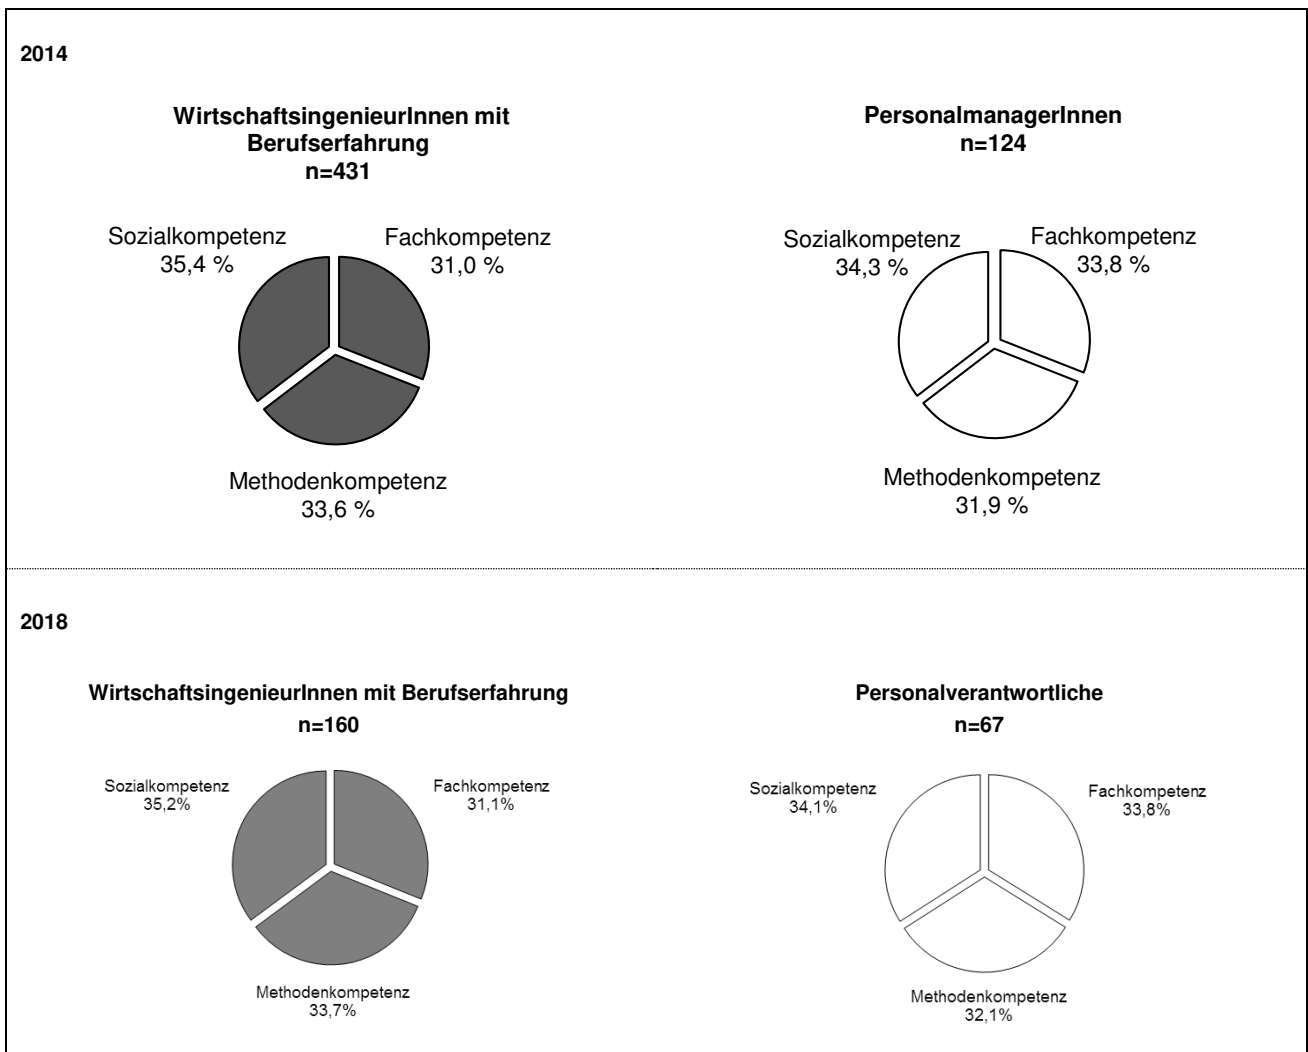 2014
WirtschaftsingenieurInnen mit
Berufserfahrung
n=431
Sozialkompetenz
35,4 %
Fachkompetenz
31,0 %
Methodenkompetenz
33,6 %
PersonalmanagerInnen
n=124
Sozialkompetenz
34,3 %
Fachkompetenz
33,8 %
Methodenkompetenz
31,9 %
2018
WirtschaftsingenieurInnen mit Berufserfahrung
n=160
Sozialkompetenz
35,2%
Fachkompetenz
31,1%
Methodenkompetenz
33,7%
Personalverantwortliche
n=67
Sozialkompetenz
34,1%
Fachkompetenz
33,8%
Methodenkompetenz
32,1%